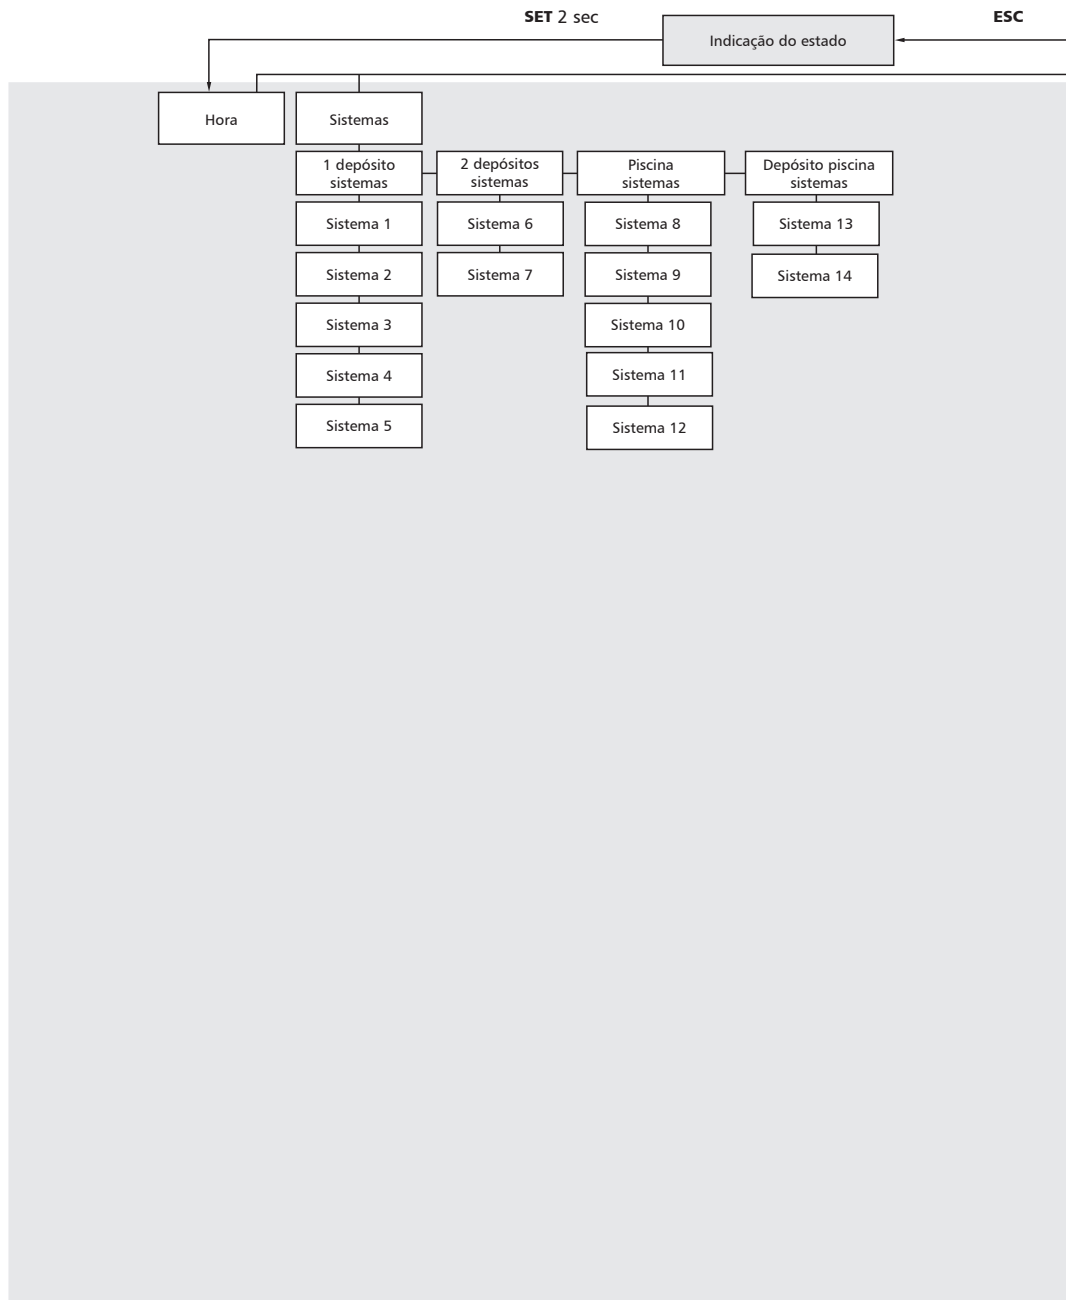 SET 2 sec
ESC
Indicação do estado
Hora
Sistemas
1 depósito
sistemas
2 depósitos
sistemas
Piscina
sistemas
Depósito piscina
sistemas
Sistema 1
Sistema 6
Sistema 8
Sistema 13
Sistema 2
Sistema 7
Sistema 9
Sistema 14
Sistema 3
Sistema 10
Sistema 4
Sistema 11
Sistema 5
Sistema 12